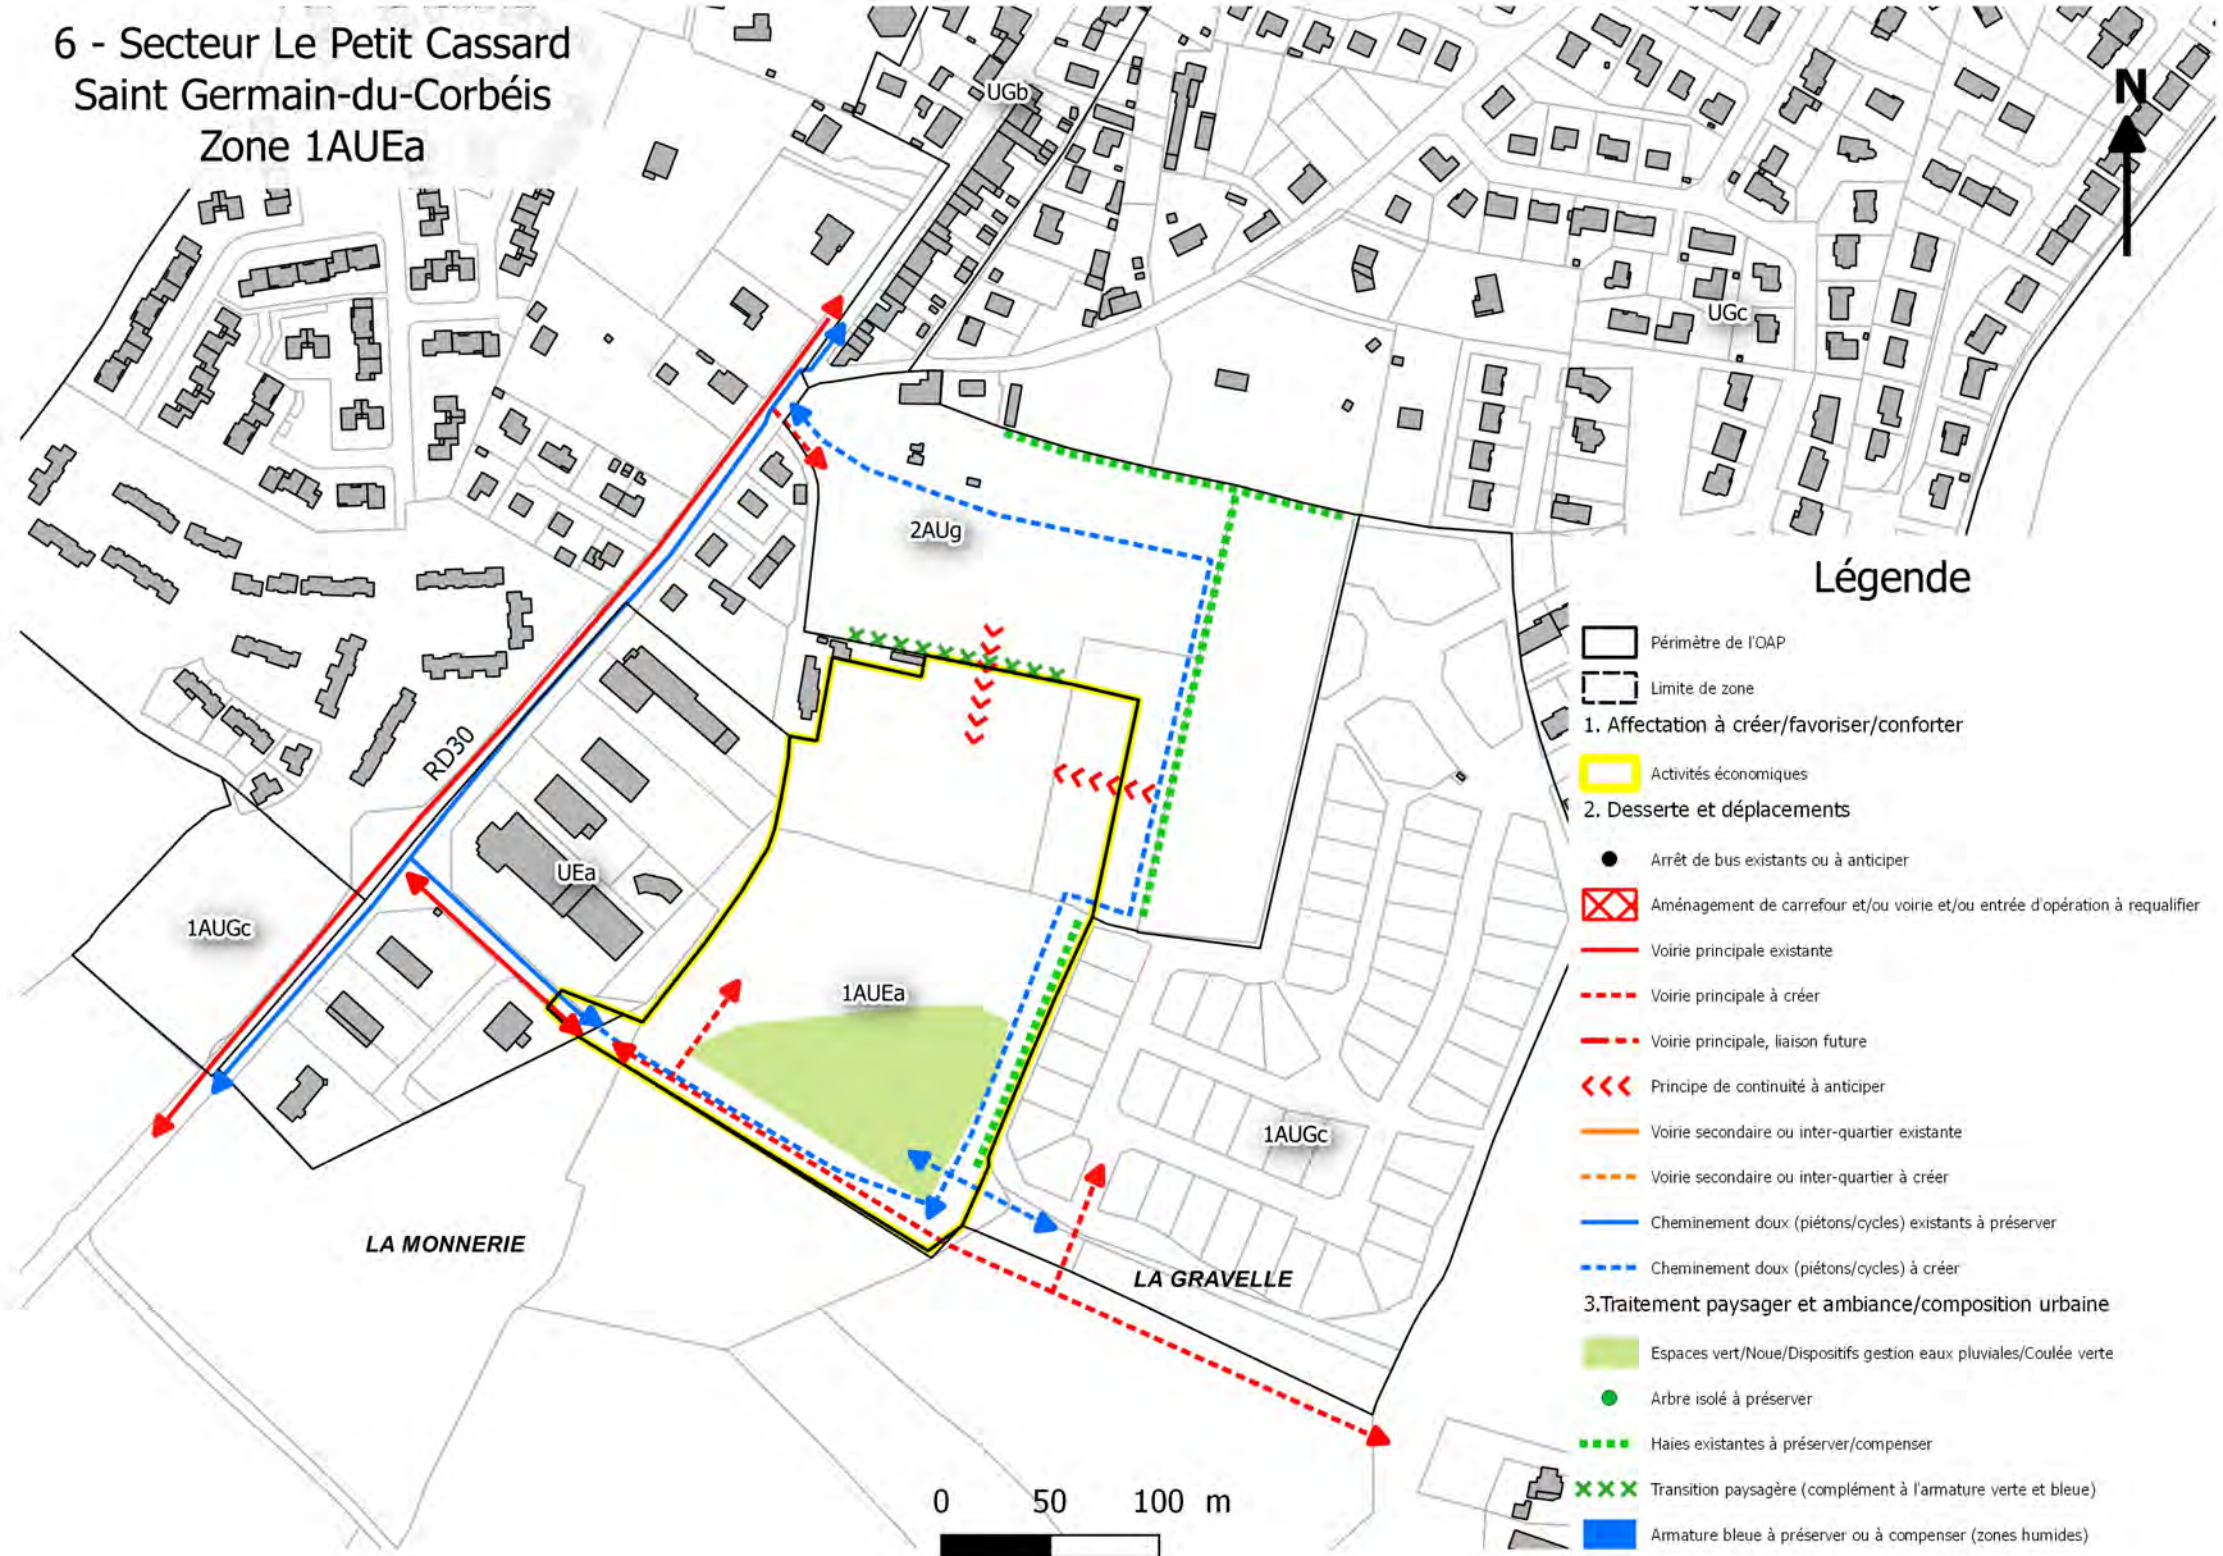 6 - Secteur Le Petit Cassard
Saint Germain-du-Corbéis
Zone 1AUEa
N
UGb
UGc
2AUg
RD30
UEa
1AUGc
1AUEa
1AUGc
LA MONNERIE
LA GRAVELLE
0 50 100 m
Légende
Périmètre de l'OAP
Limite de zone
1. Affectation à créer/favoriser/conforter
Activités économiques
2. Desserte et déplacements
Arrêt de bus existants ou à anticiper
Aménagement de carrefour et/ou voirie et/ou entrée d'opération à requalifier
Voirie principale existante
Voirie principale à créer
Voirie principale, liaison future
Principe de continuité à anticiper
Voirie secondaire ou inter-quartier existante
Voirie secondaire ou inter-quartier à créer
Cheminement doux (piétons/cycles) existants à préserver
Cheminement doux (piétons/cycles) à créer
3.Traitement paysager et ambiance/composition urbaine
Espaces vert/Noue/Dispositifs gestion eaux pluviales/Coulée verte
Arbre isolé à préserver
Haies existantes à préserver/compenser
Transition paysagère (complément à l'armature verte et bleue)
Armature bleue à préserver ou à compenser (zones humides)